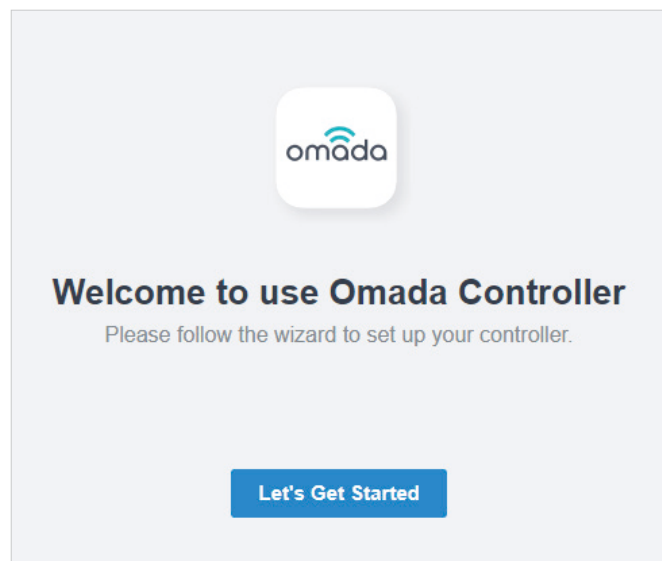 omada
Welcome to use Omada Controller
Please follow the wizard to set up your controller.
Let's Get Started